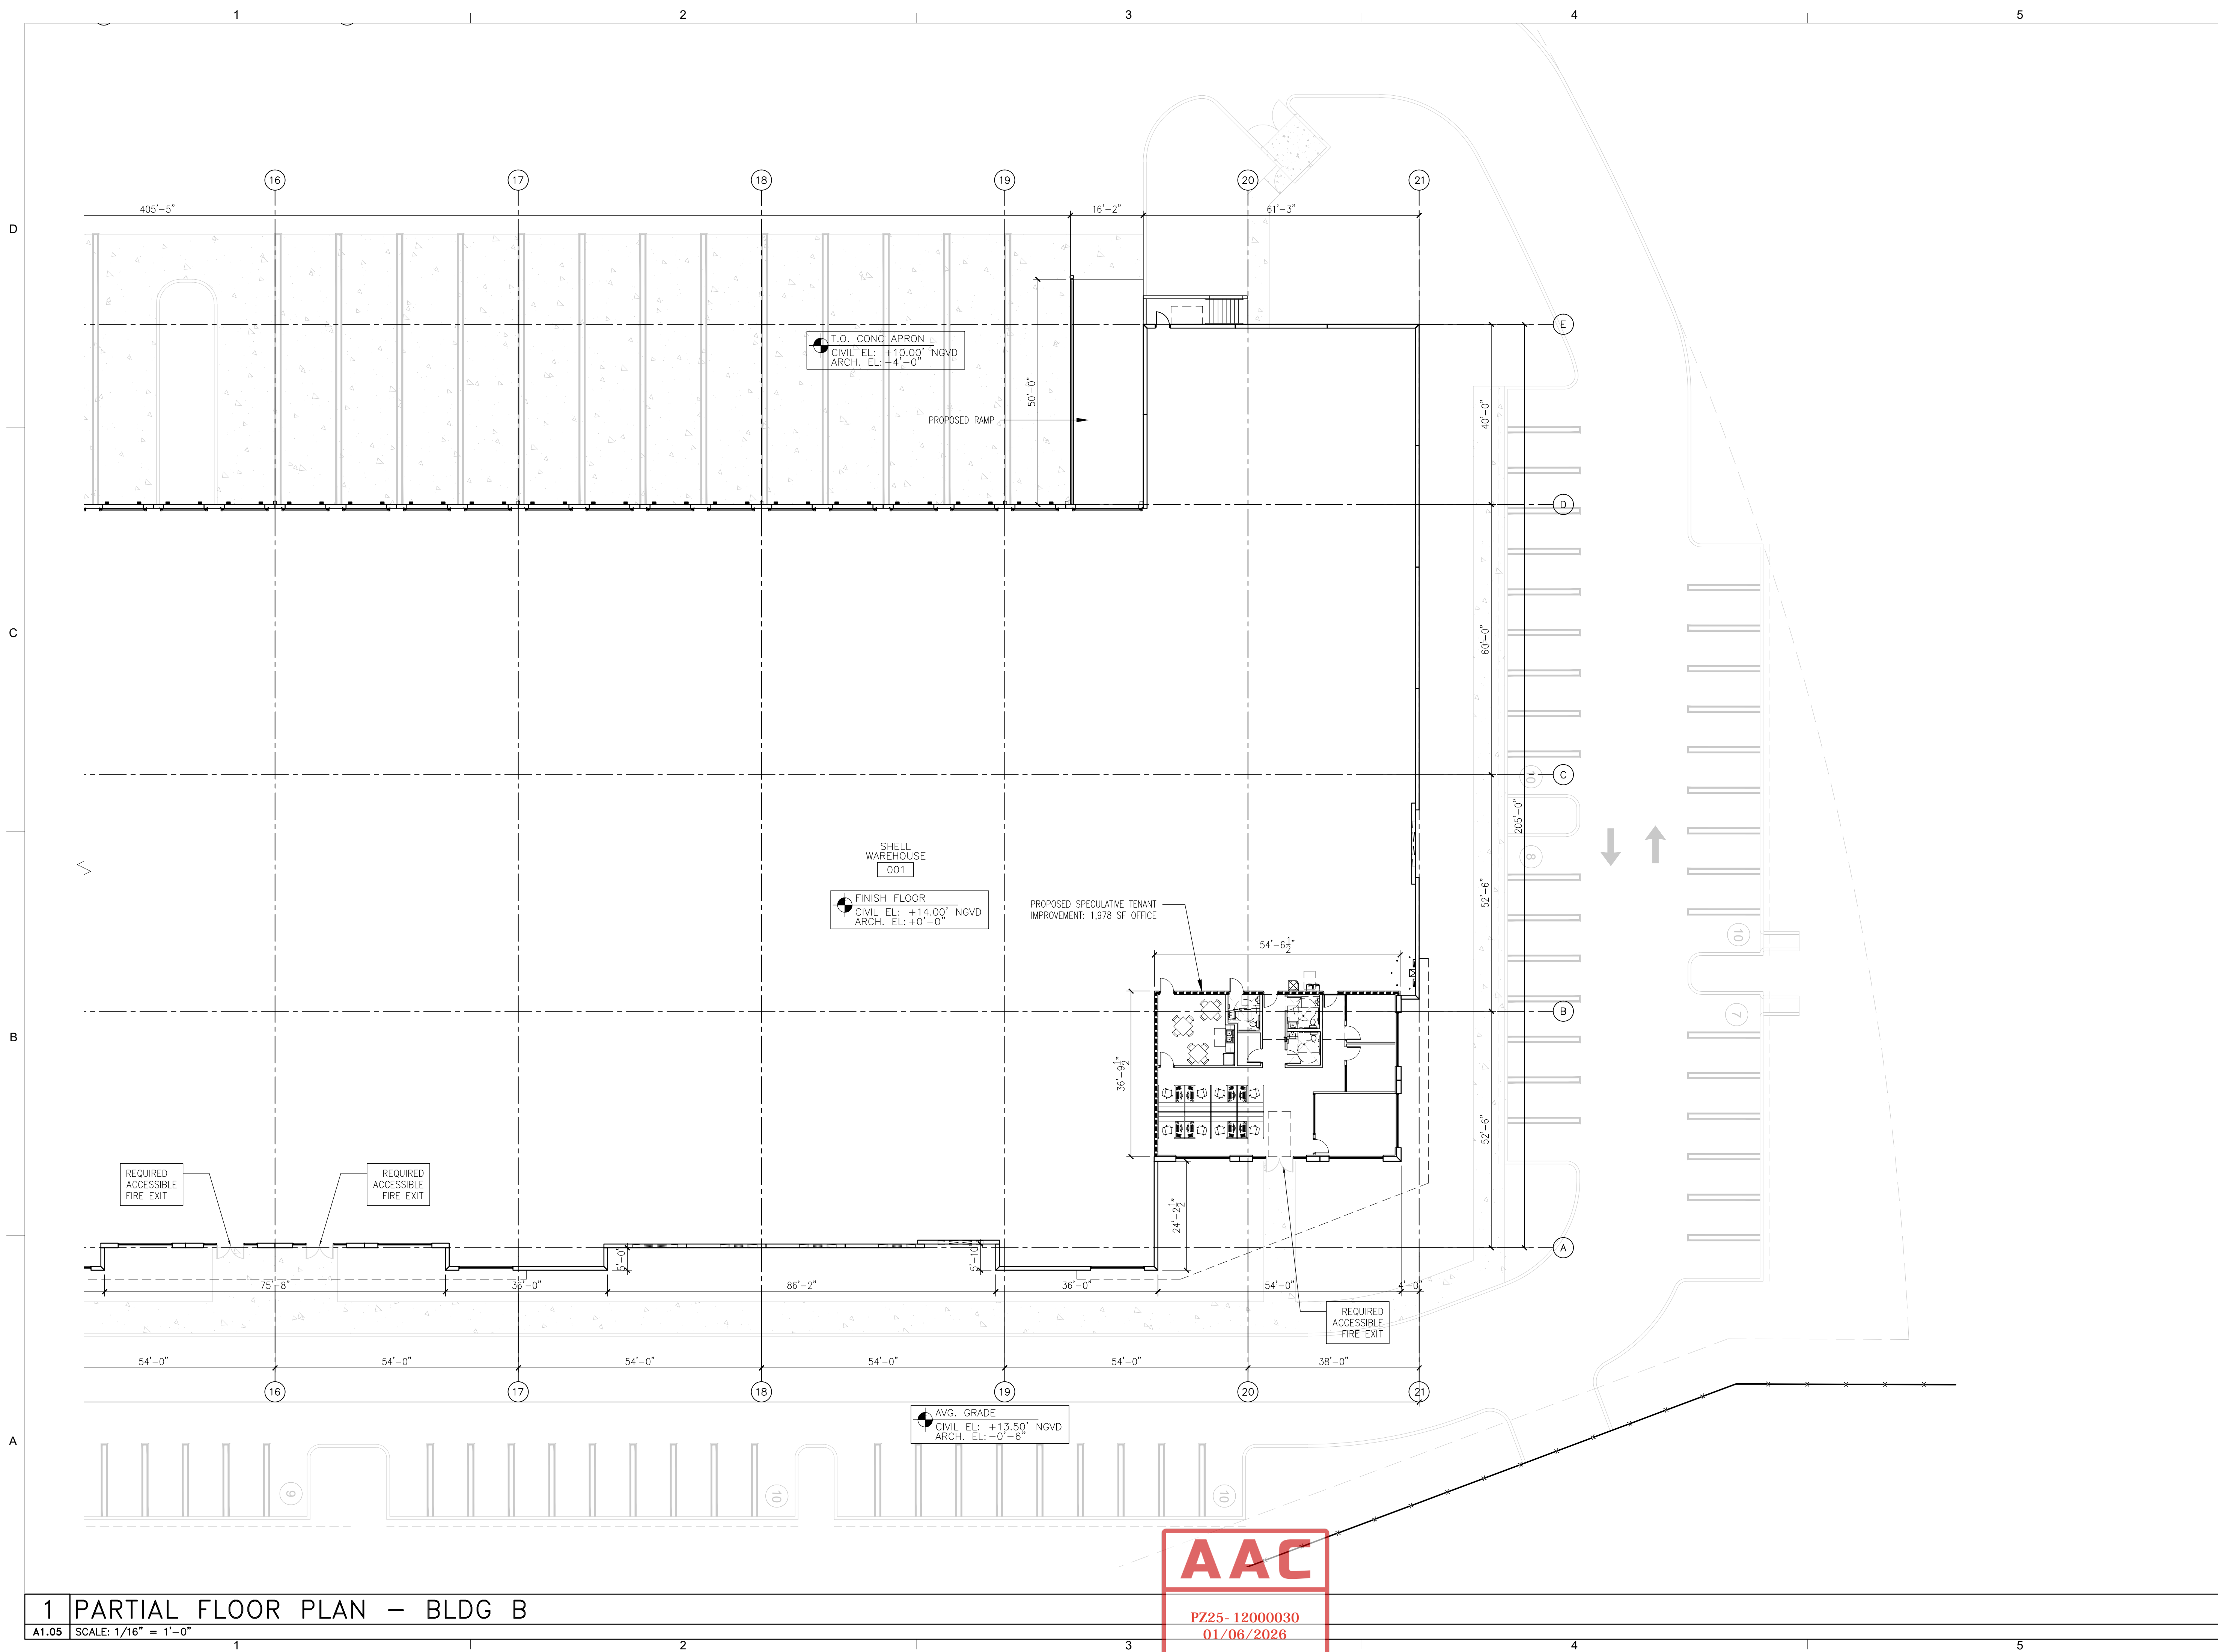 1 2 3 4 5
16 17 18 19 20 21
405'-5" 16'-2" 61'-3"
D
E
T.O. CONC APRON
CIVIL EL: +10.00' NGVD
ARCH. EL: -4'-0"
50'-0"
PROPOSED RAMP
40'-0"
D
C
60'-0"
C
10
205'-0"
8
SHELL
WAREHOUSE
001
FINISH FLOOR
CIVIL EL: +14.00' NGVD
ARCH. EL: +0'-0"
PROPOSED SPECULATIVE TENANT
IMPROVEMENT: 1,978 SF OFFICE
52'-6"
10
54'-6½"
B
7
B
36'-9½"
52'-6"
REQUIRED
ACCESSIBLE
FIRE EXIT
REQUIRED
ACCESSIBLE
FIRE EXIT
24'-2½"
A
5'-0" 5'-10"
75'-8" 36'-0" 86'-2" 36'-0" 54'-0" 4'-0"
REQUIRED
ACCESSIBLE
FIRE EXIT
54'-0" 54'-0" 54'-0" 54'-0" 54'-0" 38'-0"
16 17 18 19 20 21
AVG. GRADE
CIVIL EL: +13.50' NGVD
ARCH. EL: -0'-6"
A
9 10 10
AAC
PZ25-12000030
01/06/2026
1 PARTIAL FLOOR PLAN - BLDG B
A1.05 SCALE: 1/16" = 1'-0"
1 2 3 4 5